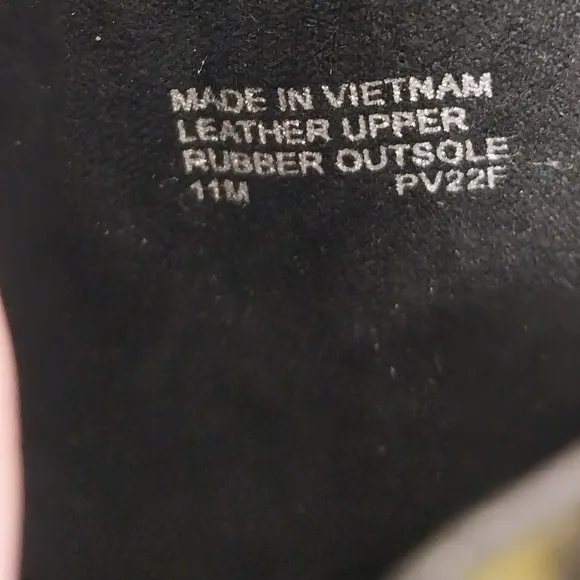 MADE IN VIETNAM
LEATHER UPPER
RUBBER OUTSOLE
11M PV22F